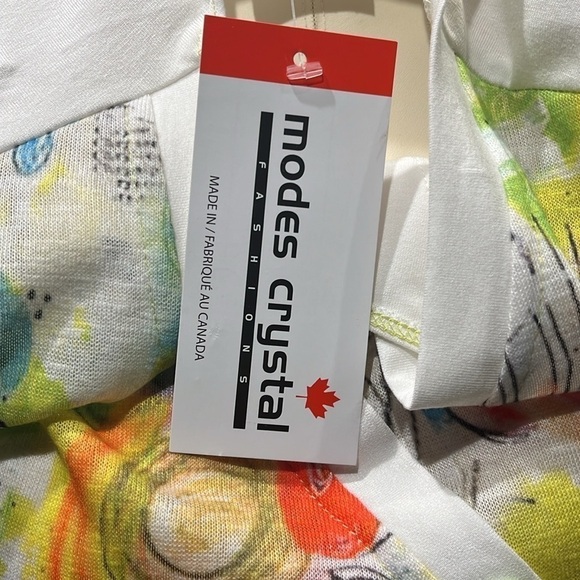 modes crystal
FASHIONS
MADE IN / FABRIQUÉ AU CANADA